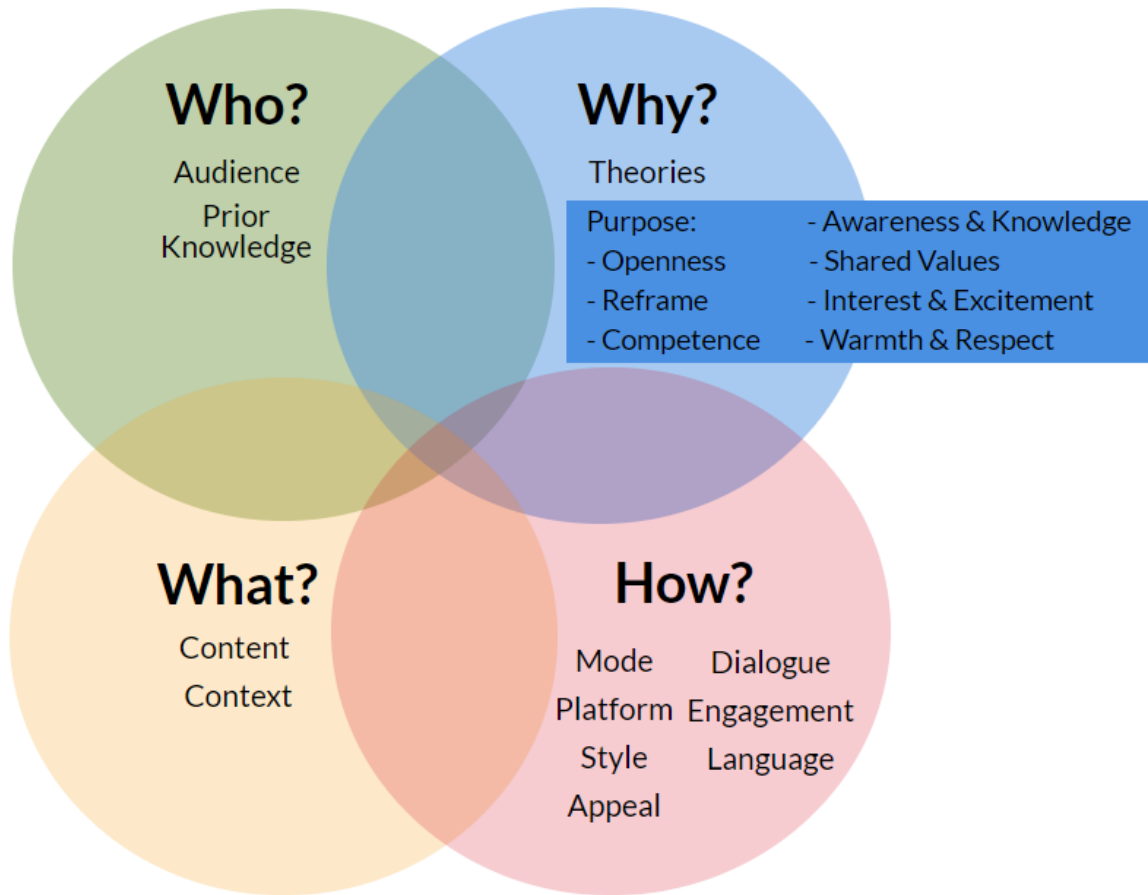 Who?
Audience
Prior
Knowledge
Why?
Theories
Purpose: - Awareness & Knowledge
- Openness - Shared Values
- Reframe - Interest & Excitement
- Competence - Warmth & Respect
What?
Content
Context
How?
Mode Dialogue
Platform Engagement
Style Language
Appeal